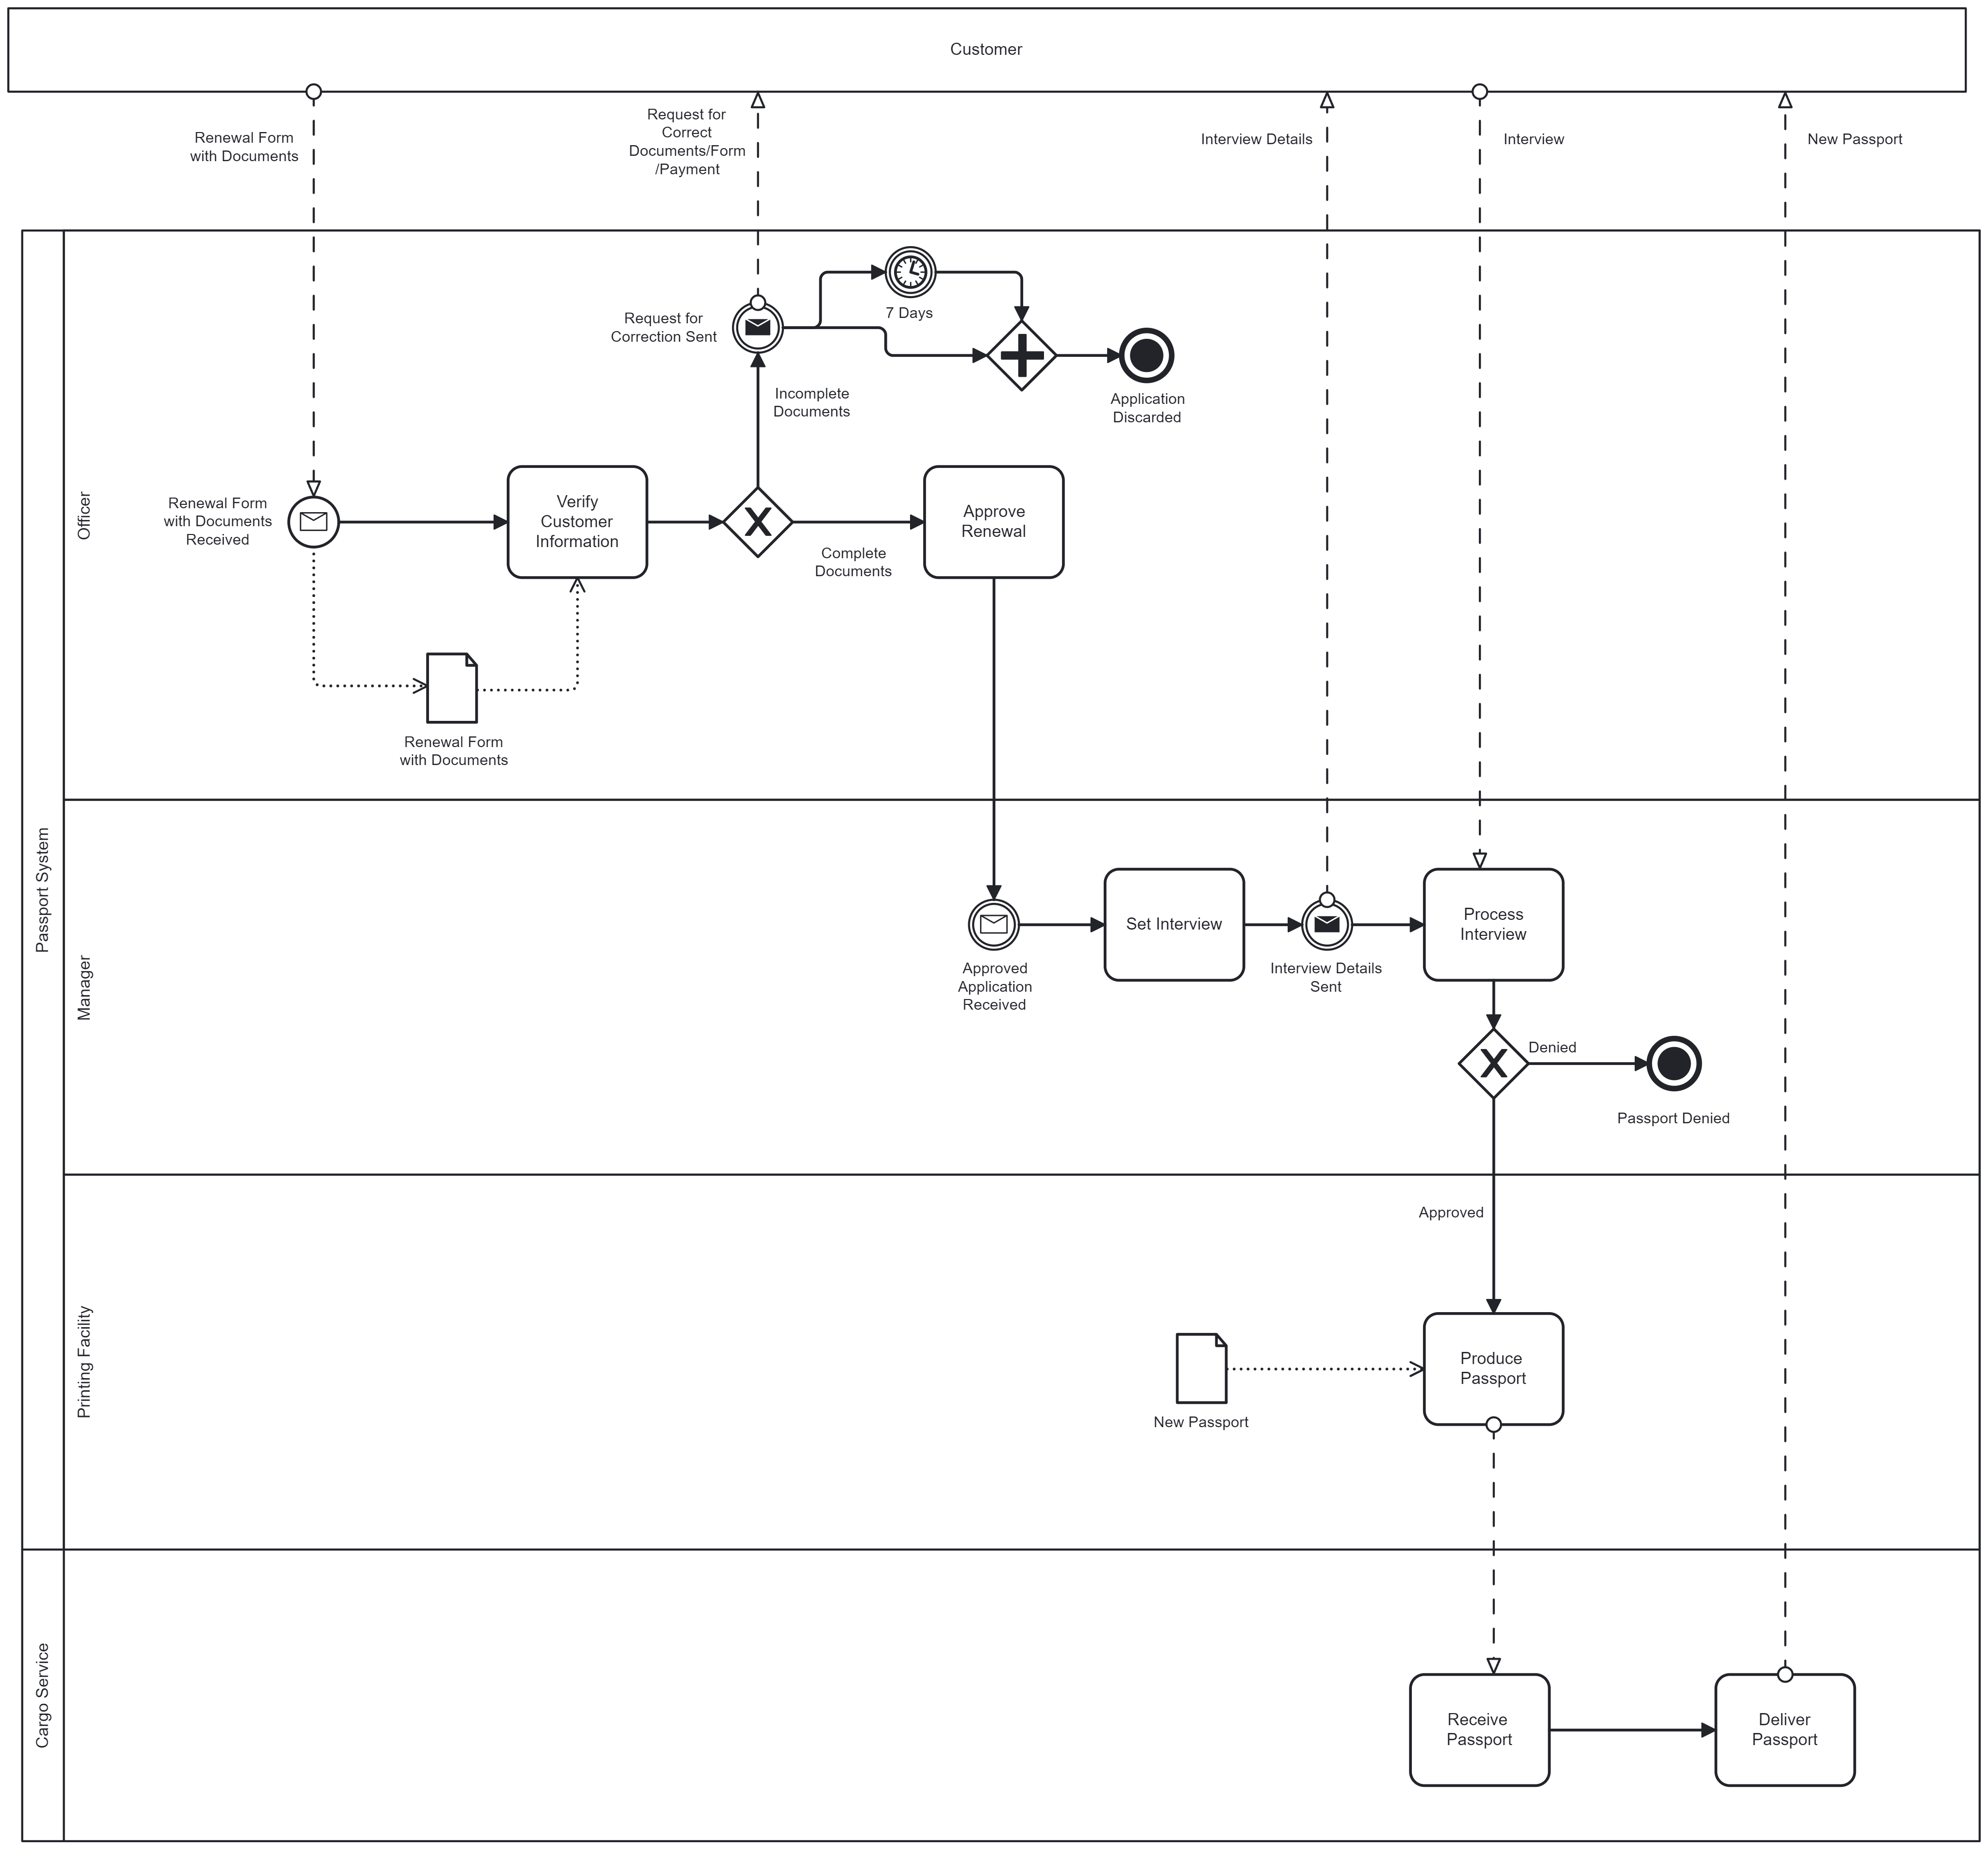 Customer
Renewal Form
with Documents
Request for
Correct
Documents/Form
/Payment
Interview Details
Interview
New Passport
Passport System
Officer
Request for
Correction Sent
7 Days
Application
Discarded
Incomplete
Documents
Renewal Form
with Documents
Received
Verify
Customer
Information
X
Complete
Documents
Approve
Renewal
Renewal Form
with Documents
Manager
Approved
Application
Received
Set Interview
Interview Details
Sent
Process
Interview
X
Denied
Passport Denied
Printing Facility
Approved
New Passport
Produce
Passport
Cargo Service
Receive
Passport
Deliver
Passport